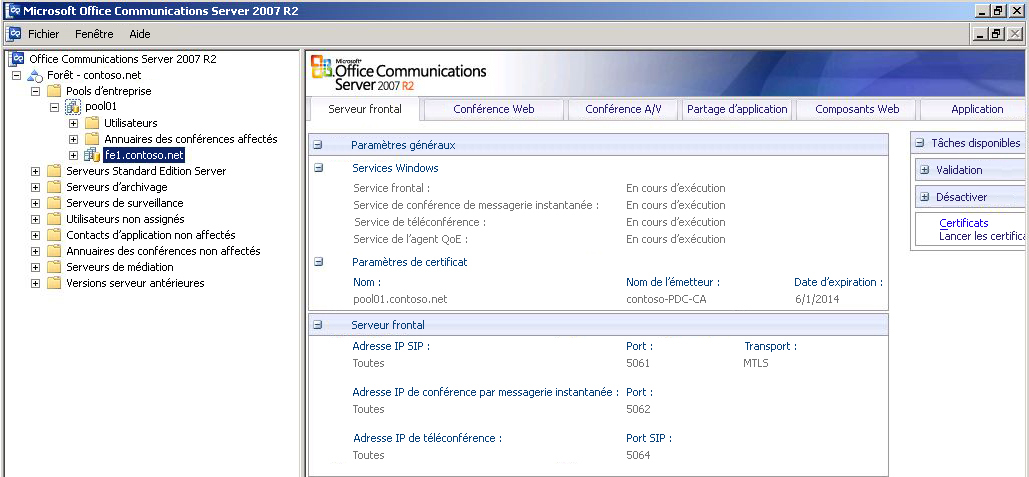 Microsoft Office Communications Server 2007 R2
Fichier Fenêtre Aide
Office Communications Server 2007 R2
Forêt - contoso.net
Pools d'entreprise
pool01
Utilisateurs
Annuaires des conférences affectés
fe1.contoso.net
Serveurs Standard Edition Server
Serveurs d'archivage
Serveurs de surveillance
Utilisateurs non assignés
Contacts d'application non affectés
Annuaires des conférences non affectés
Serveurs de médiation
Versions serveur antérieures
Microsoft
Office Communications
Server 2007 R2
Serveur frontal Conférence Web Conférence A/V Partage d'application Composants Web Application
Paramètres généraux
Services Windows
Service frontal : En cours d'exécution
Service de conférence de messagerie instantanée : En cours d'exécution
Service de téléconférence : En cours d'exécution
Service de l'agent QoE : En cours d'exécution
Paramètres de certificat
Nom : Nom de l'émetteur : Date d'expiration :
pool01.contoso.net contoso-PDC-CA 6/1/2014
Serveur frontal
Adresse IP SIP : Port : Transport :
Toutes 5061 MTLS
Adresse IP de conférence par messagerie instantanée : Port :
Toutes 5062
Adresse IP de téléconférence : Port SIP :
Toutes 5064
Tâches disponibles
Validation
Désactiver
Certificats
Lancer les certifica